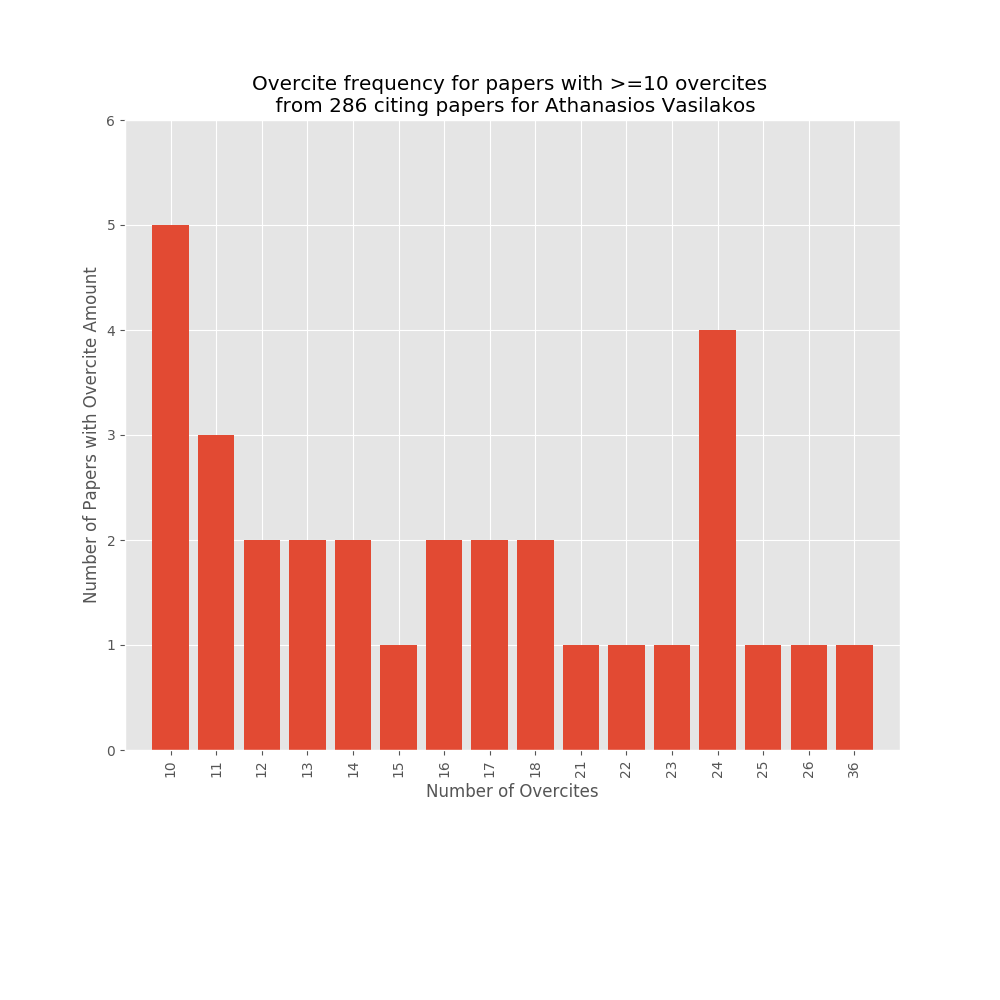 Overcite frequency for papers with >=10 overcites
from 286 citing papers for Athanasios Vasilakos
6
5
4
3
2
1
0
Number of Papers with Overcite Amount
10 11 12 13 14 15 16 17 18 21 22 23 24 25 26 36
Number of Overcites